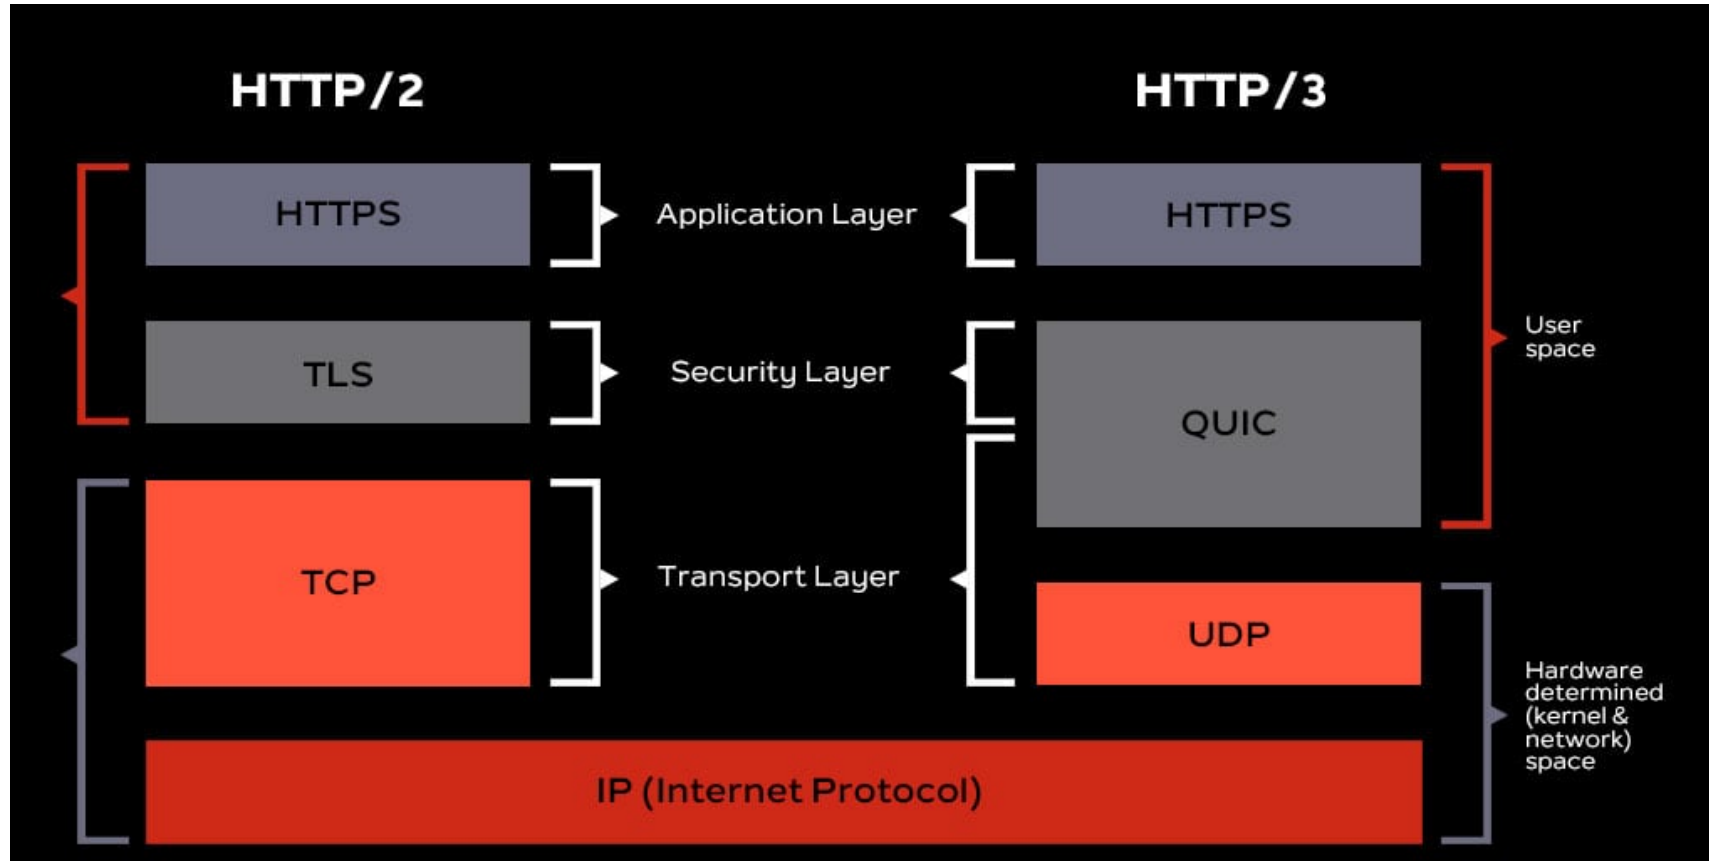 HTTP/2
HTTP/3
HTTPS
Application Layer
HTTPS
TLS
Security Layer
QUIC
User
space
TCP
Transport Layer
UDP
Hardware
determined
(kernel &
network)
space
IP (Internet Protocol)